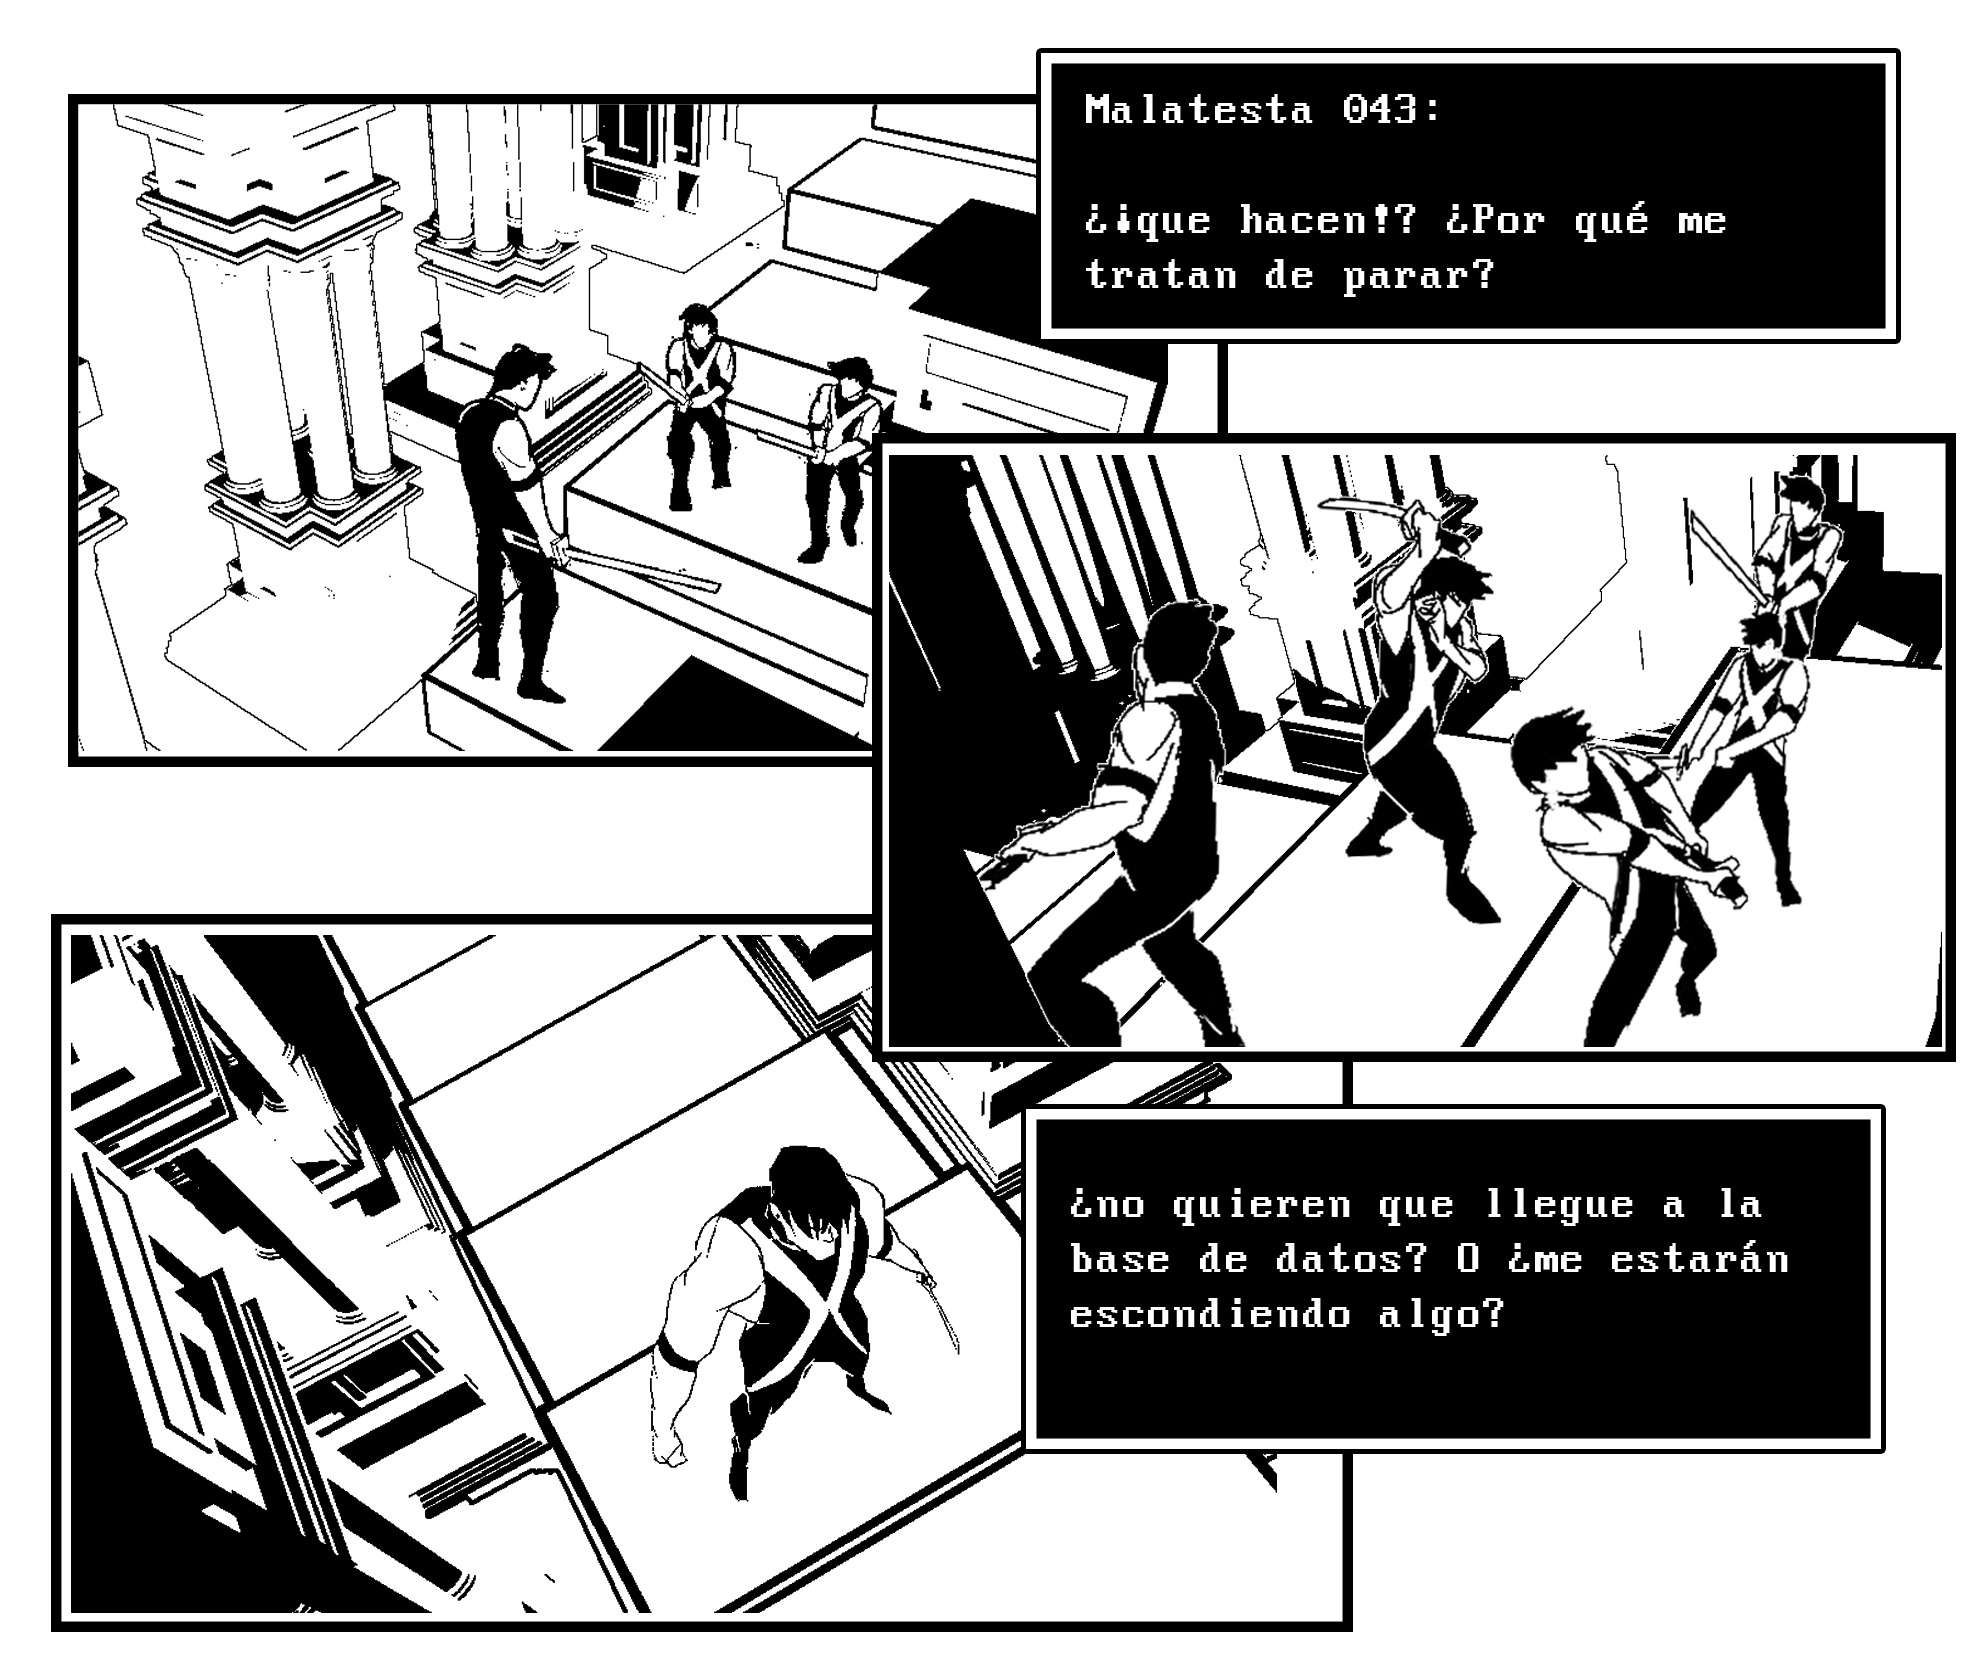 Malatesta 043:
¿¡que hacen!? ¿Por qué me
tratan de parar?
¿no quieren que llegue a la
base de datos? O ¿me estarán
escondiendo algo?